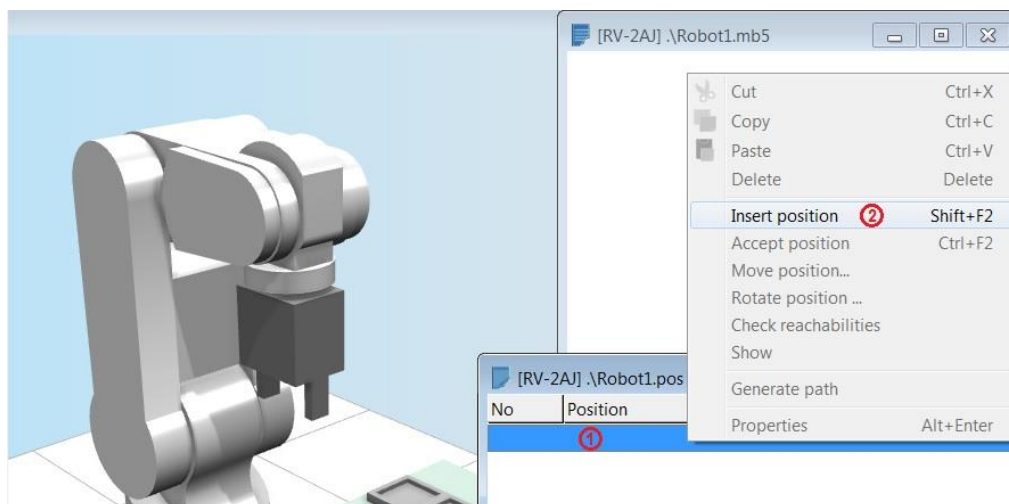 [RV-2AJ] .\Robot1.mb5
Cut Ctrl+X
Copy Ctrl+C
Paste Ctrl+V
Delete Delete
Insert position 2 Shift+F2
Accept position Ctrl+F2
Move position...
Rotate position ...
Check reachabilities
Show
Generate path
Properties Alt+Enter
[RV-2AJ] .\Robot1.pos
No Position
1